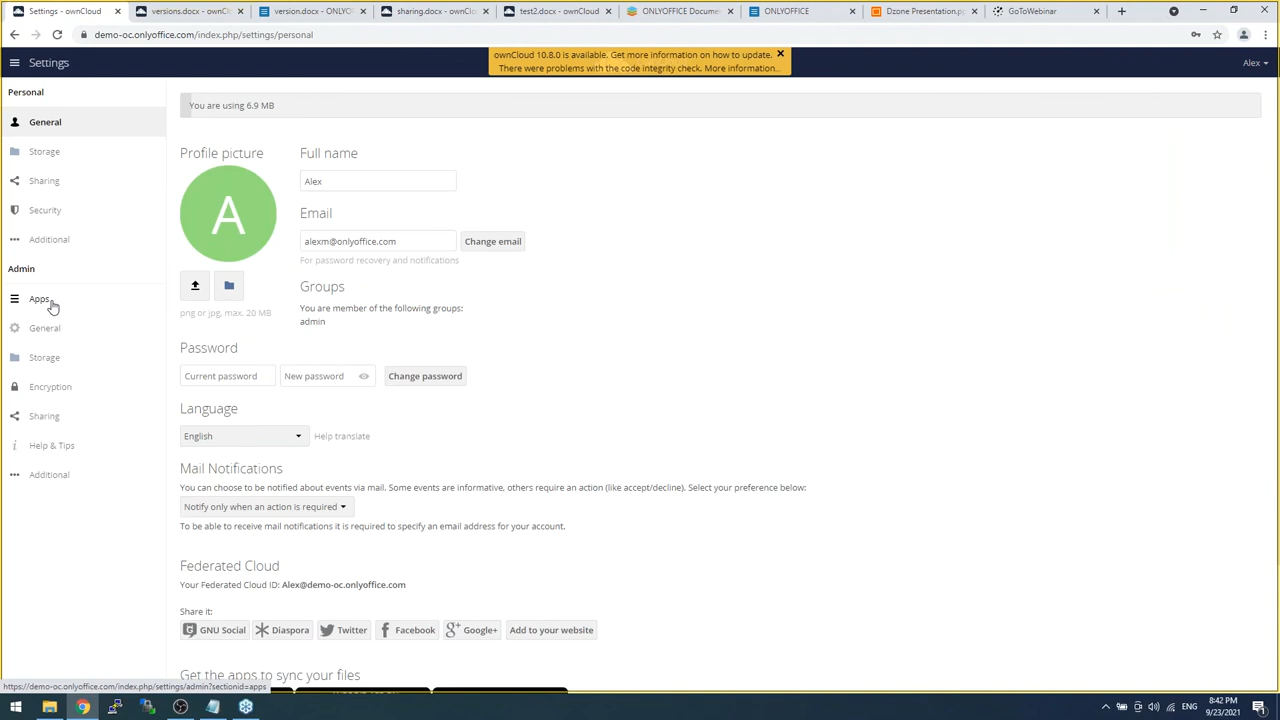 Settings - ownCloud
versions.docx - ownCl
version.docx - ONLYO
sharing.docx - ownClo
test2.docx - ownCloud
ONLYOFFICE Docume
ONLYOFFICE
Dzone Presentation.pp
GoToWebinar
demo-oc.onlyoffice.com/index.php/settings/personal
Settings
ownCloud 10.8.0 is available. Get more information on how to update.
There were problems with the code integrity check. More information...
Alex
Personal
General
Storage
Sharing
Security
Additional
Admin
Apps
General
Storage
Encryption
Sharing
Help & Tips
Additional
You are using 6.9 MB
Profile picture
A
png or jpg, max. 20 MB
Full name
Alex
Email
alexm@onlyoffice.com
Change email
For password recovery and notifications
Groups
You are member of the following groups:
admin
Password
Current password
New password
Change password
Language
English
Help translate
Mail Notifications
You can choose to be notified about events via mail. Some events are informative, others require an action (like accept/decline). Select your preference below:
Notify only when an action is required
To be able to receive mail notifications it is required to specify an email address for your account.
Federated Cloud
Your Federated Cloud ID: Alex@demo-oc.onlyoffice.com
Share it:
GNU Social
Diaspora
Twitter
Facebook
Google+
Add to your website
Get the apps to sync your files
https://demo-oc.onlyoffice.com/index.php/settings/admin?sectionid=apps
ENG
8:42 PM
9/23/2021